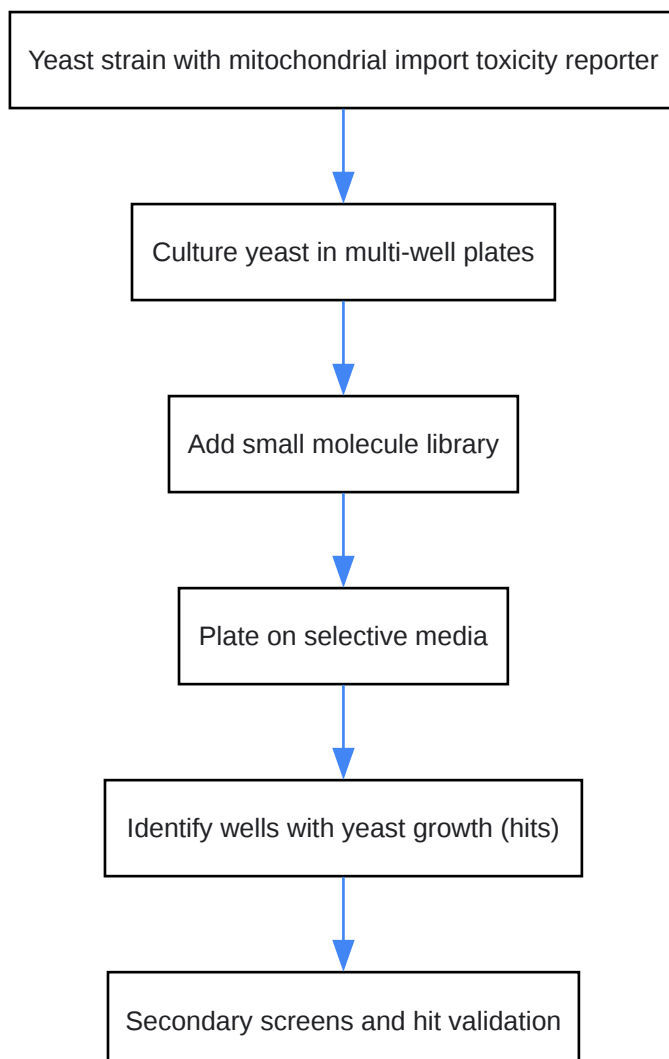 Yeast strain with mitochondrial import toxicity reporter
Culture yeast in multi-well plates
Add small molecule library
Plate on selective media
Identify wells with yeast growth (hits)
Secondary screens and hit validation